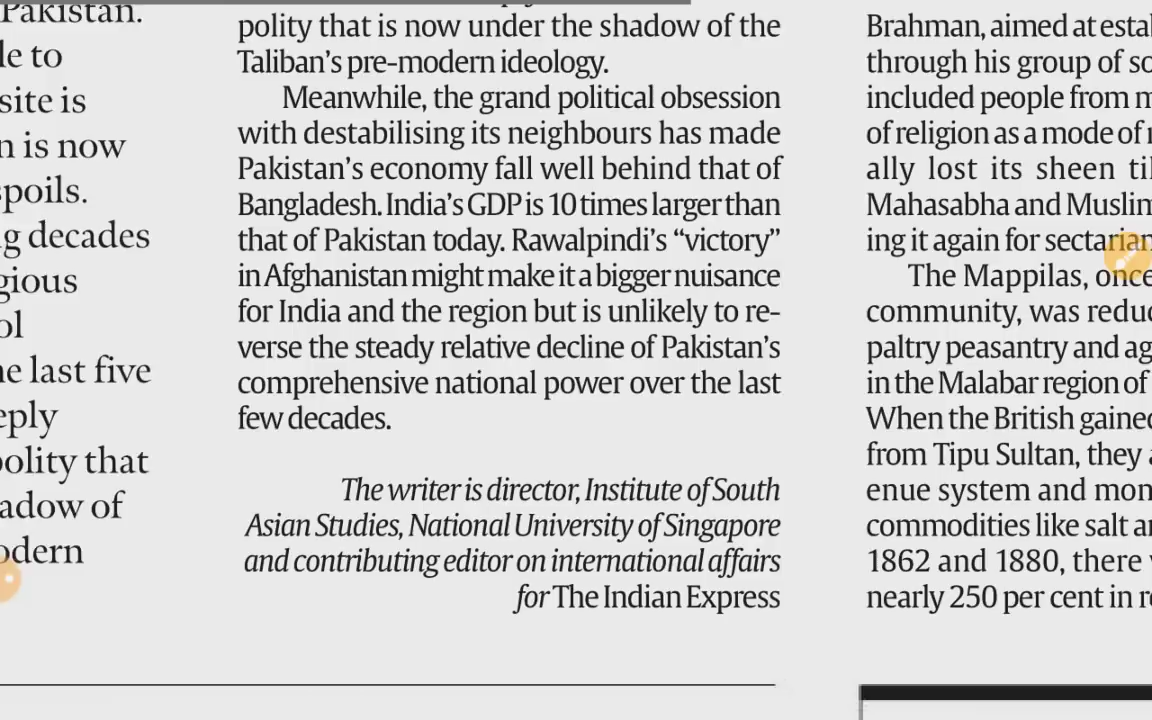 Pakistan.
le to
site is
n is now
spoils.
ng decades
gious
ol
he last five
eply
polity that
adow of
odern
polity that is now under the shadow of the
Taliban's pre-modern ideology.
Meanwhile, the grand political obsession
with destabilising its neighbours has made
Pakistan's economy fall well behind that of
Bangladesh. India's GDP is 10 times larger than
that of Pakistan today. Rawalpindi's “victory”
in Afghanistan might make it a bigger nuisance
for India and the region but is unlikely to re-
verse the steady relative decline of Pakistan's
comprehensive national power over the last
few decades.
The writer is director, Institute of South
Asian Studies, National University of Singapore
and contributing editor on international affairs
for The Indian Express
Brahman, aimed at estab
through his group of so
included people from m
of religion as a mode of
ally lost its sheen til
Mahasabha and Muslim
ing it again for sectarian
The Mappilas, once
community, was reduc
paltry peasantry and ag
in the Malabar region of
When the British gained
from Tipu Sultan, they a
enue system and mon
commodities like salt an
1862 and 1880, there
nearly 250 per cent in re